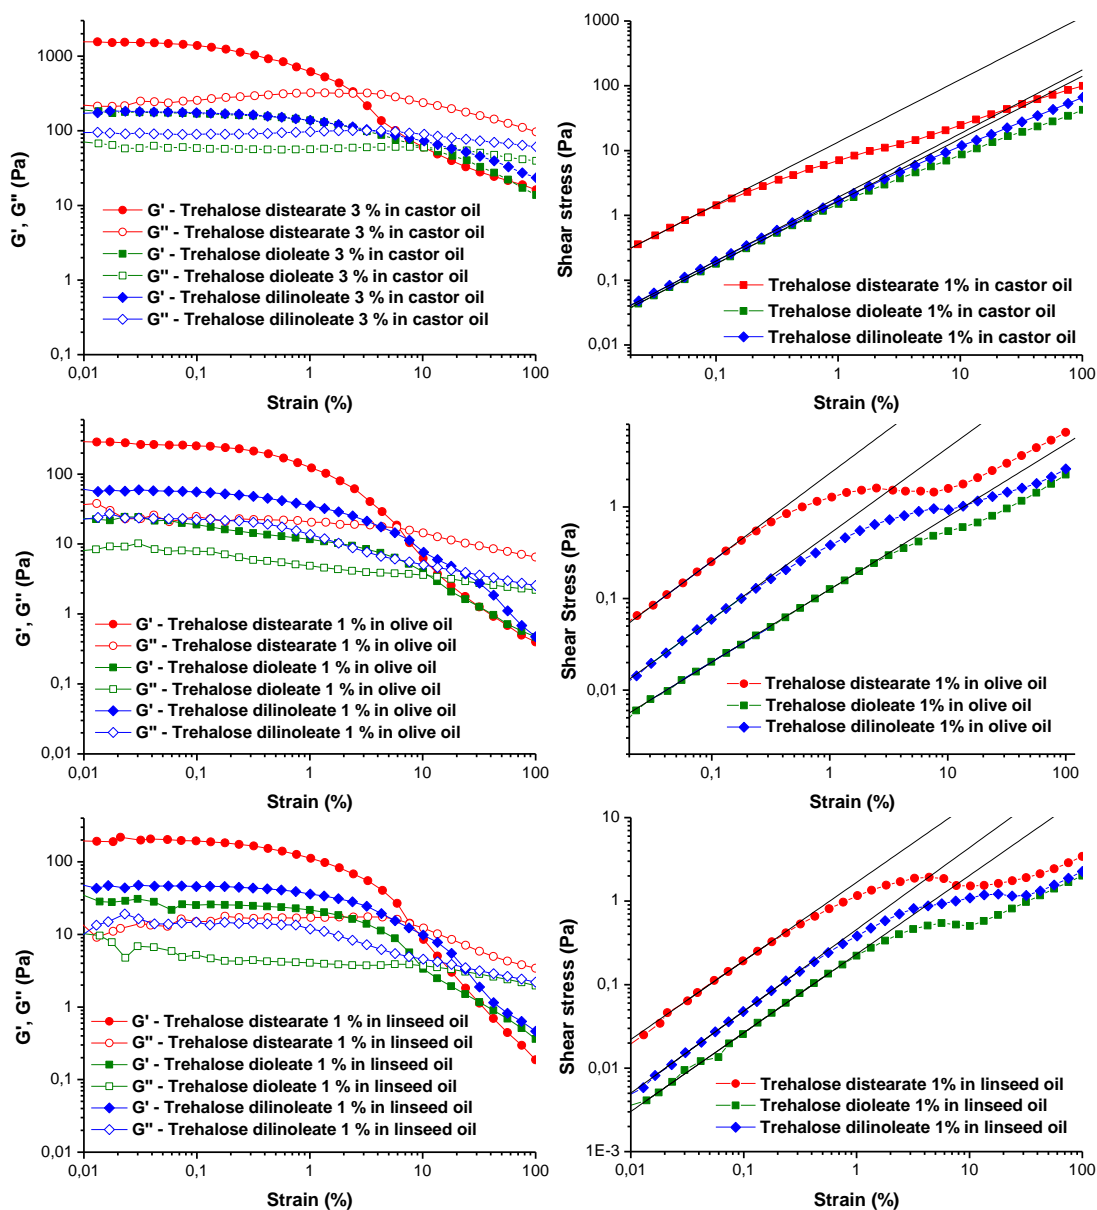 G', G'' (Pa)
1000
100
10
1
0,1
G' - Trehalose distearate 3 % in castor oil
G'' - Trehalose distearate 3 % in castor oil
G' - Trehalose dioleate 3 % in castor oil
G'' - Trehalose dioleate 3 % in castor oil
G' - Trehalose dilinoleate 3 % in castor oil
G'' - Trehalose dilinoleate 3 % in castor oil
0,01 0,1 1 10 100
Strain (%)
Shear stress (Pa)
1000
100
10
1
0,1
0,01
Trehalose distearate 1% in castor oil
Trehalose dioleate 1% in castor oil
Trehalose dilinoleate 1% in castor oil
0,1 1 10 100
Strain (%)
G', G'' (Pa)
100
10
1
0,1
0,01
G' - Trehalose distearate 1 % in olive oil
G'' - Trehalose distearate 1 % in olive oil
G' - Trehalose dioleate 1 % in olive oil
G'' - Trehalose dioleate 1 % in olive oil
G' - Trehalose dilinoleate 1 % in olive oil
G'' - Trehalose dilinoleate 1 % in olive oil
0,01 0,1 1 10 100
Strain (%)
Shear Stress (Pa)
1
0,1
0,01
Trehalose distearate 1% in olive oil
Trehalose dioleate 1% in olive oil
Trehalose dilinoleate 1% in olive oil
0,1 1 10 100
Strain (%)
G', G'' (Pa)
100
10
1
0,1
0,01
G' - Trehalose distearate 1 % in linseed oil
G'' - Trehalose distearate 1 % in linseed oil
G' - Trehalose dioleate 1 % in linseed oil
G'' - Trehalose dioleate 1 % in linseed oil
G' - Trehalose dilinoleate 1 % in linseed oil
G'' - Trehalose dilinoleate 1 % in linseed oil
0,01 0,1 1 10 100
Strain (%)
Shear stress (Pa)
10
1
0,1
0,01
1E-3
Trehalose distearate 1% in linseed oil
Trehalose dioleate 1% in linseed oil
Trehalose dilinoleate 1% in linseed oil
0,01 0,1 1 10 100
Strain (%)